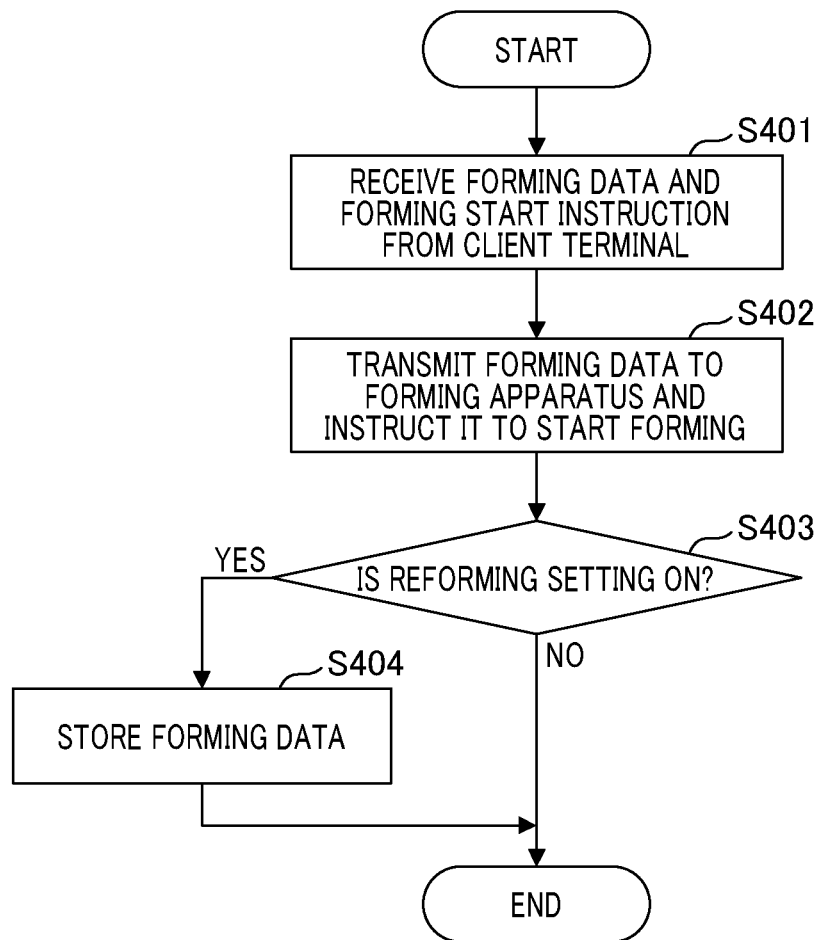 START
S401
RECEIVE FORMING DATA AND
FORMING START INSTRUCTION
FROM CLIENT TERMINAL
S402
TRANSMIT FORMING DATA TO
FORMING APPARATUS AND
INSTRUCT IT TO START FORMING
S403
YES
IS REFORMING SETTING ON?
NO
S404
STORE FORMING DATA
END